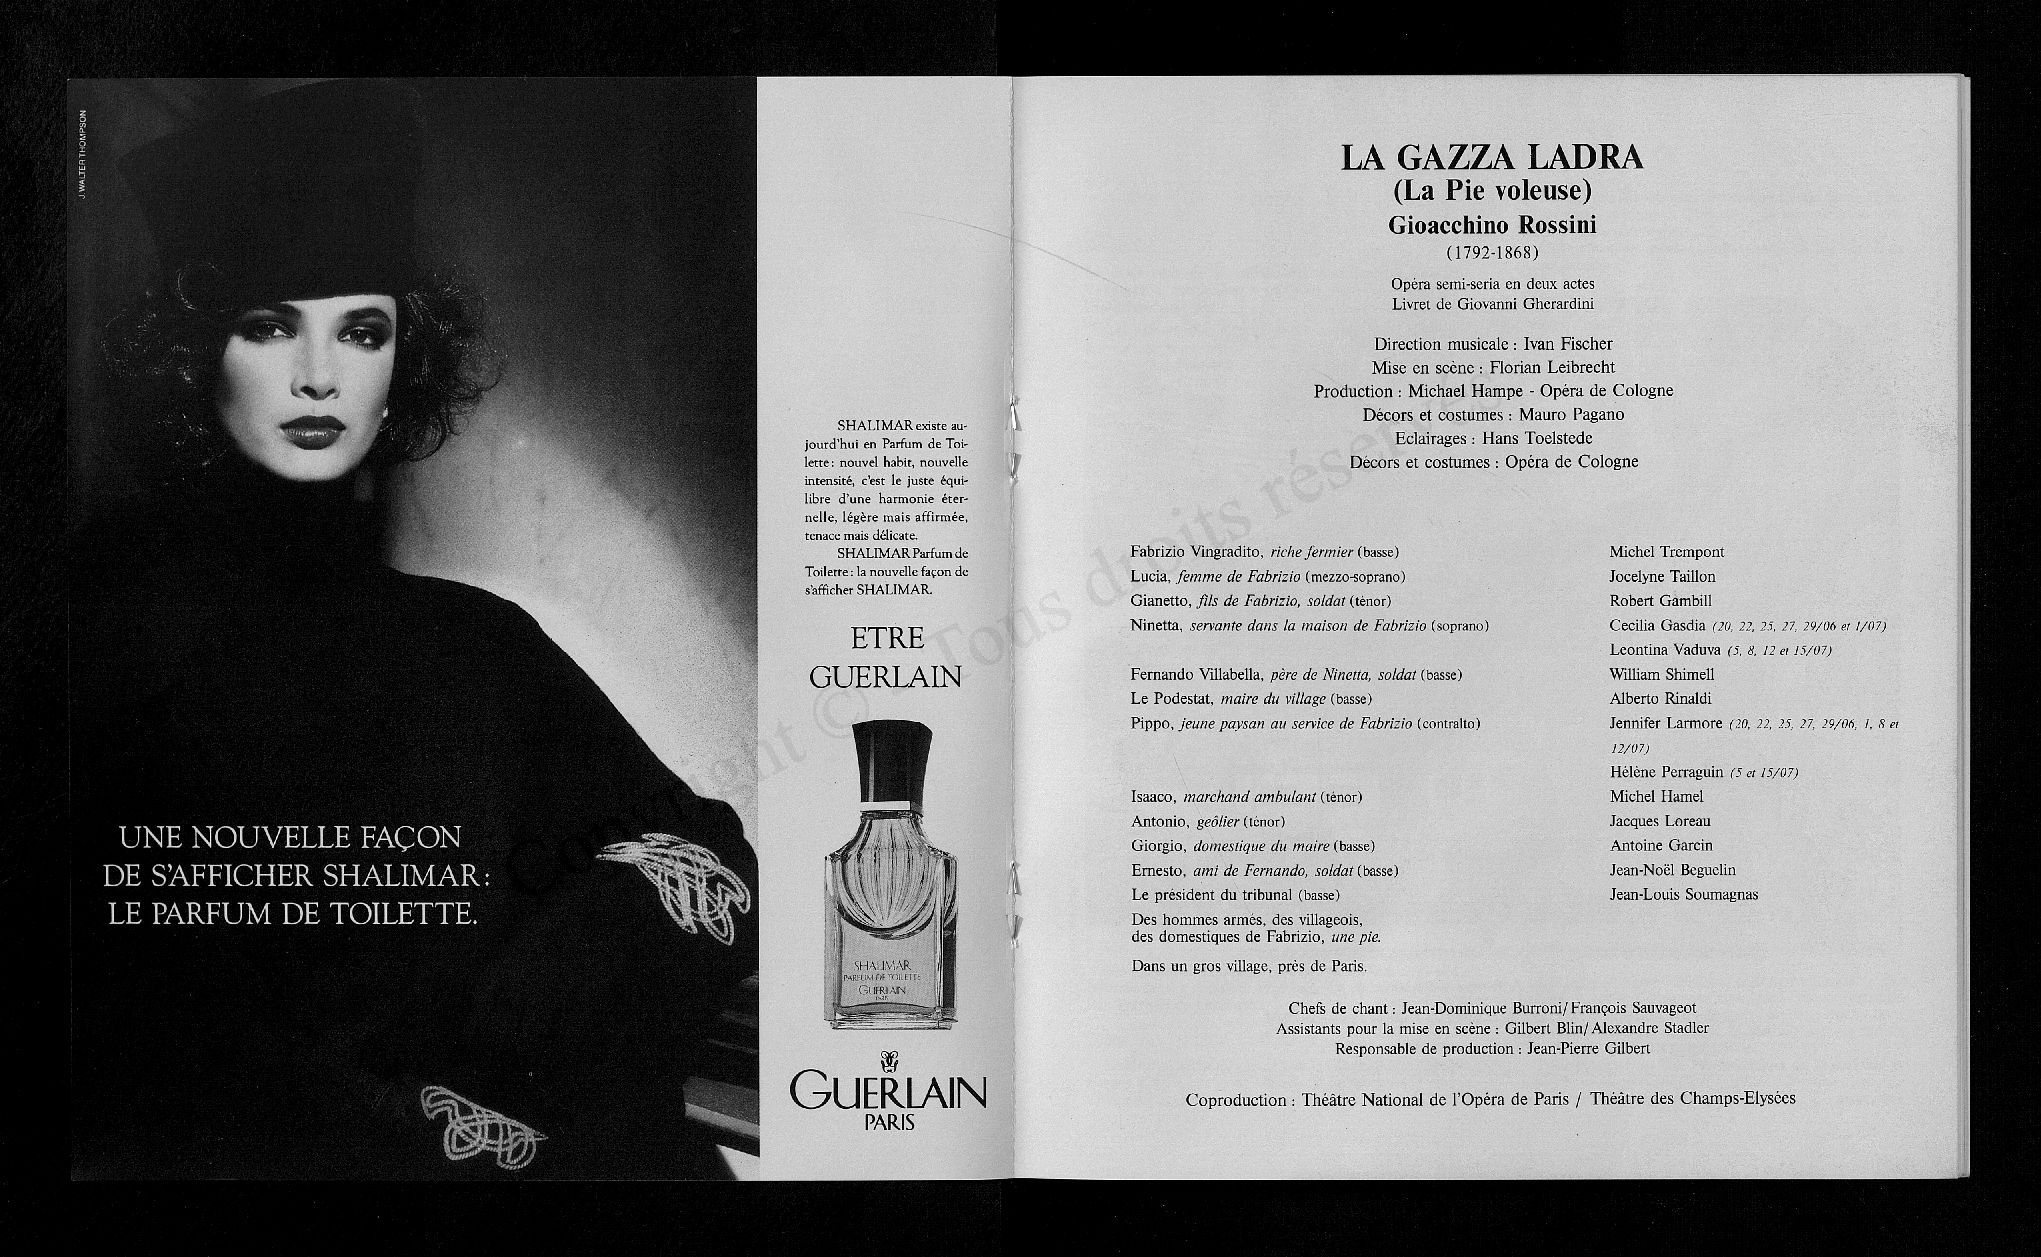 J. WALTER THOMPSON
UNE NOUVELLE FAÇON
DE S'AFFICHER SHALIMAR:
LE PARFUM DE TOILETTE.
SHALIMAR existe au-
jourd'hui en Parfum de Toi-
lette: nouvel habit, nouvelle
intensité, c'est le juste équi-
libre d'une harmonie éter-
nelle, légère mais affirmée,
tenace mais délicate.
SHALIMAR Parfum de
Toilette: la nouvelle façon de
s'afficher SHALIMAR.
ETRE
GUERLAIN
SHALIMAR
PARFUM DE TOILETTE
GUERLAIN
PARIS
GUERLAIN
PARIS
LA GAZZA LADRA
(La Pie voleuse)
Gioacchino Rossini
(1792-1868)
Opéra semi-seria en deux actes
Livret de Giovanni Gherardini
Direction musicale : Ivan Fischer
Mise en scène : Florian Leibrecht
Production : Michael Hampe - Opéra de Cologne
Décors et costumes : Mauro Pagano
Eclairages : Hans Toelstede
Décors et costumes : Opéra de Cologne
Fabrizio Vingradito, riche fermier (basse) Michel Trempont
Lucia, femme de Fabrizio (mezzo-soprano) Jocelyne Taillon
Gianetto, fils de Fabrizio, soldat (ténor) Robert Gambill
Ninetta, servante dans la maison de Fabrizio (soprano) Cecilia Gasdia (20, 22, 25, 27, 29/06 et 1/07)
Leontina Vaduva (5, 8, 12 et 15/07)
Fernando Villabella, père de Ninetta, soldat (basse) William Shimell
Le Podestat, maire du village (basse) Alberto Rinaldi
Pippo, jeune paysan au service de Fabrizio (contralto) Jennifer Larmore (20, 22, 25, 27, 29/06, 1, 8 et
12/07)
Hélène Perraguin (5 et 15/07)
Isaaco, marchand ambulant (ténor) Michel Hamel
Antonio, geôlier (ténor) Jacques Loreau
Giorgio, domestique du maire (basse) Antoine Garcin
Ernesto, ami de Fernando, soldat (basse) Jean-Noël Beguelin
Le président du tribunal (basse) Jean-Louis Soumagnas
Des hommes armés, des villageois,
des domestiques de Fabrizio, une pie.
Dans un gros village, près de Paris.
Chefs de chant : Jean-Dominique Burroni/François Sauvageot
Assistants pour la mise en scène : Gilbert Blin/Alexandre Stadler
Responsable de production : Jean-Pierre Gilbert
Coproduction : Théâtre National de l'Opéra de Paris / Théâtre des Champs-Elysées
Copyright © Tous droits réservés